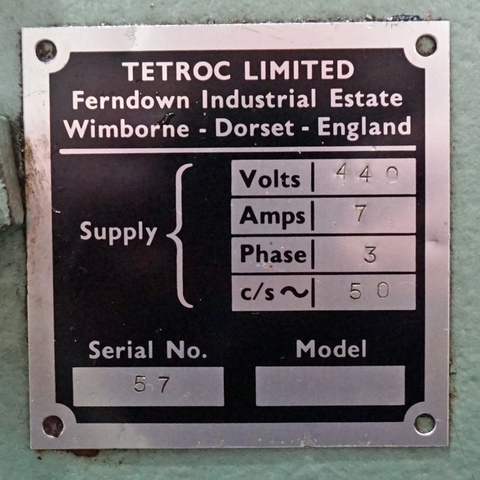 TETROC LIMITED
Ferndown Industrial Estate
Wimborne - Dorset - England
Supply
Volts 440
Amps 7
Phase 3
c/s ~ 50
Serial No. Model
57